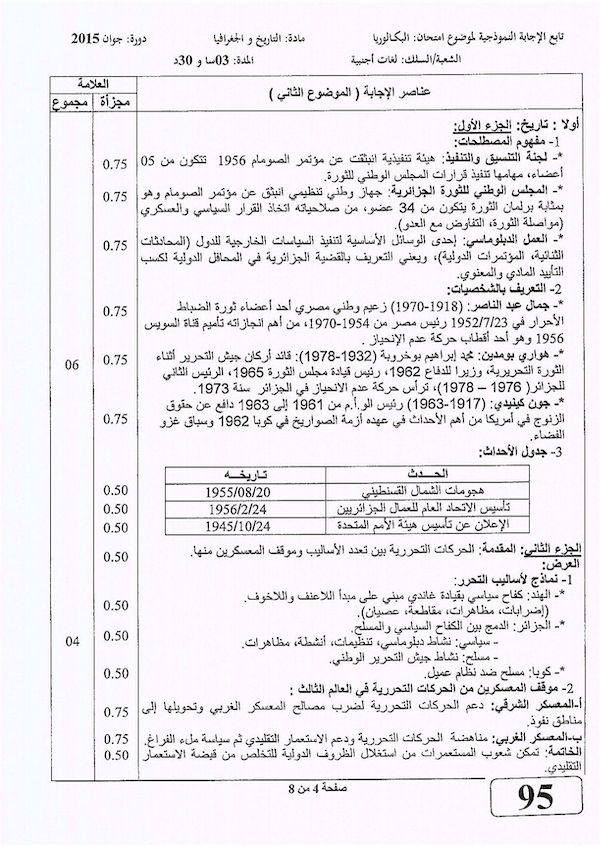 تابع الإجابة النموذجية لموضوع امتحان: البكالوريا مادة: التاريخ و الجغرافيا دورة: جوان 2015
الشعبة/السلك: لغات أجنبية المدة: 03سا و 30د
عناصر الإجابة ( الموضوع الثاني ) العلامة
مجزأة مجموع
أولا : تاريخ: الجزء الأول:
1- مفهوم المصطلحات:
*- لجنة التنسيق والتنفيذ: هيئة تنفيذية انبثقت عن مؤتمر الصومام 1956 تتكون من 05 0.75
أعضاء، مهامها تنفيذ قرارات المجلس الوطني للثورة.
*- المجلس الوطني للثورة الجزائرية: جهاز وطني تنظيمي انبثق عن مؤتمر الصومام وهو 0.75
بمثابة برلمان الثورة يتكون من 34 عضو، من صلاحياته اتخاذ القرار السياسي والعسكري
(مواصلة الثورة، التفاوض مع العدو).
*- العمل الدبلوماسي: إحدى الوسائل الأساسية لتنفيذ السياسات الخارجية للدول (المحادثات 0.75
الثنائية، المؤتمرات الدولية)، ويعني التعريف بالقضية الجزائرية في المحافل الدولية لكسب
التأييد المادي والمعنوي.
2- التعريف بالشخصيات:
*- جمال عبد الناصر: (1918-1970) زعيم وطني مصري أحد أعضاء ثورة الضباط 0.75
الأحرار في 1952/7/23 رئيس مصر من 1954-1970، من أهم انجازاته تأميم قناة السويس
1956 وهو أحد أقطاب حركة عدم الإنحياز.
*- هواري بومدين: محمد إبراهيم بوخروبة (1932-1978): قائد أركان جيش التحرير أثناء 0.75 06
الثورة التحريرية، وزيرا للدفاع 1962، رئيس قيادة مجلس الثورة 1965، الرئيس الثاني
للجزائر( 1976 – 1978)، ترأس حركة عدم الانحياز في الجزائر سنة 1973.
*- جون كينيدي: (1917-1963) رئيس الو.أ.م من 1961 إلى 1963 دافع عن حقوق
الزنوج في أمريكا من أهم الأحداث في عهده أزمة الصواريخ في كوبا 1962 وسباق غزو 0.75
الفضاء.
3- جدول الأحداث:
الحـدث تـاريخـه
هجومات الشمال القسنطيني 1955/08/20 0.50
تأسيس الاتحاد العام للعمال الجزائريين 1956/2/24 0.50
الإعلان عن تأسيس هيئة الأمم المتحدة 1945/10/24 0.50
الجزء الثاني: المقدمة: الحركات التحررية بين تعدد الأساليب وموقف المعسكرين منها. 0.50
العرض:
1- نماذج لأساليب التحرر:
*- الهند: كفاح سياسي بقيادة غاندي مبني على مبدأ اللاعنف واللاخوف. 0.50
(إضرابات، مظاهرات، مقاطعة، عصيان).
*- الجزائر: الدمج بين الكفاح السياسي والمسلح. 0.50
- سياسي: نشاط دبلوماسي، تنظيمات، أنشطة، مظاهرات. 04
- مسلح: نشاط جيش التحرير الوطني.
*- كوبا: مسلح ضد نظام عميل. 0.50
2- موقف المعسكرين من الحركات التحررية في العالم الثالث :
أ-المعسكر الشرقي: دعم الحركات التحررية لضرب مصالح المعسكر الغربي وتحويلها إلى 0.75
مناطق نفوذ.
ب-المعسكر الغربي: مناهضة الحركات التحررية ودعم الاستعمار التقليدي ثم سياسة ملء الفراغ. 0.75
الخاتمة: تمكن شعوب المستعمرات من استغلال الظروف الدولية للتخلص من قبضة الاستعمار 0.50
التقليدي.
صفحة 4 من 8
95